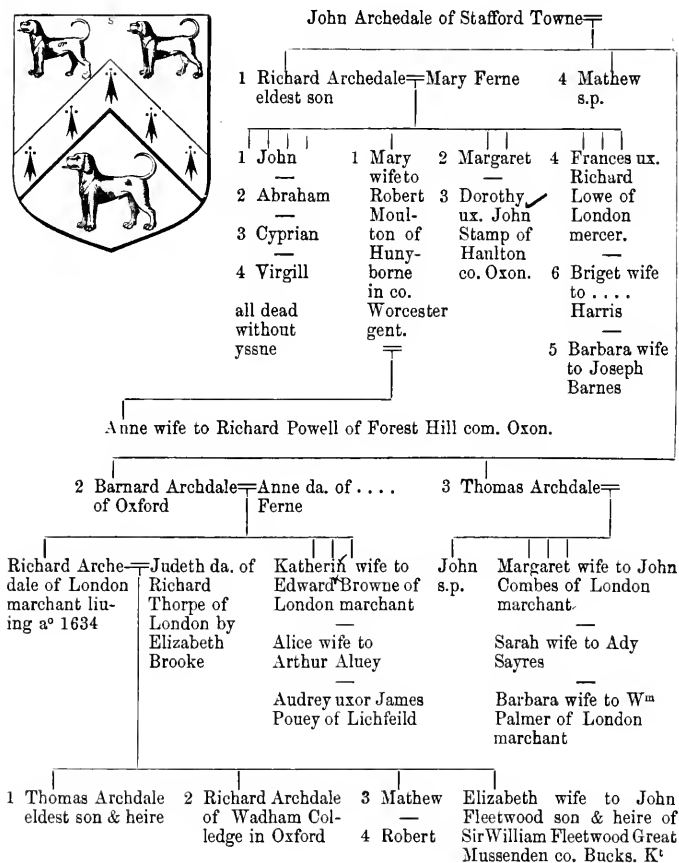 John Archedale of Stafford Towne
S
1 Richard Archedale
eldest son
Mary Ferne
4 Mathew
s.p.
1 John
—
2 Abraham
—
3 Cyprian
—
4 Virgill
all dead
without
yssue
1 Mary
wife to
Robert
Moul-
ton of
Huny-
borne
in co.
Worcester
gent.
2 Margaret
—
3 Dorothy
ux. John
Stamp of
Haulton
co. Oxon.
4 Frances ux.
Richard
Lowe of
London
mercer.
—
6 Briget wife
to . . . .
Harris
—
5 Barbara wife
to Joseph
Barnes
Anne wife to Richard Powell of Forest Hill com. Oxon.
2 Barnard Archdale
of Oxford
Anne da. of . . . .
Ferne
3 Thomas Archdale
Richard Arche-
dale of London
marchant liu-
ing aº 1634
Judeth da. of
Richard
Thorpe of
London by
Elizabeth
Brooke
Katherin wife to
Edward Browne of
London marchant
—
Alice wife to
Arthur Aluey
—
Audrey uxor James
Pouey of Lichfeild
John
s.p.
Margaret wife to John
Combes of London
marchant
—
Sarah wife to Ady
Sayres
—
Barbara wife to Wᵐ
Palmer of London
marchant
1 Thomas Archdale
eldest son & heire
2 Richard Archdale
of Wadham Col-
ledge in Oxford
3 Mathew
—
4 Robert
Elizabeth wife to John
Fleetwood son & heire of
Sir William Fleetwood Great
Mussenden co. Bucks. Kᵗ